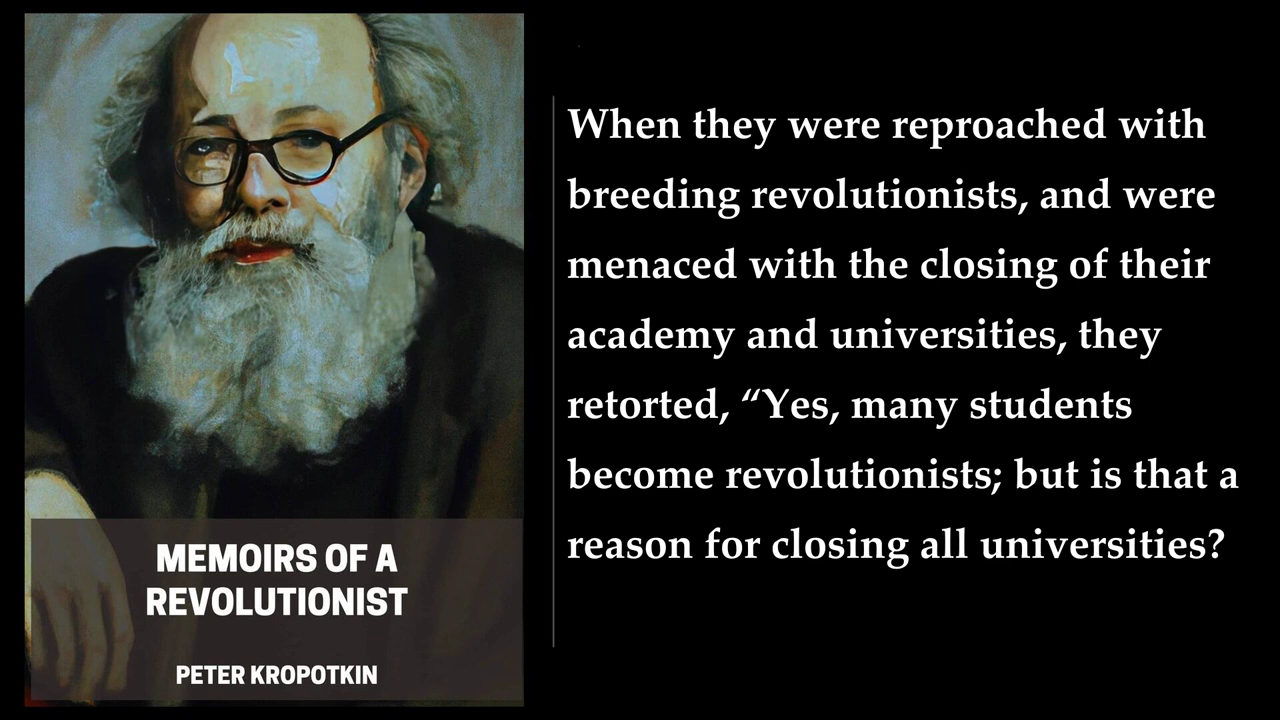 MEMOIRS OF A
REVOLUTIONIST
PETER KROPOTKIN
When they were reproached with
breeding revolutionists, and were
menaced with the closing of their
academy and universities, they
retorted, “Yes, many students
become revolutionists; but is that a
reason for closing all universities?